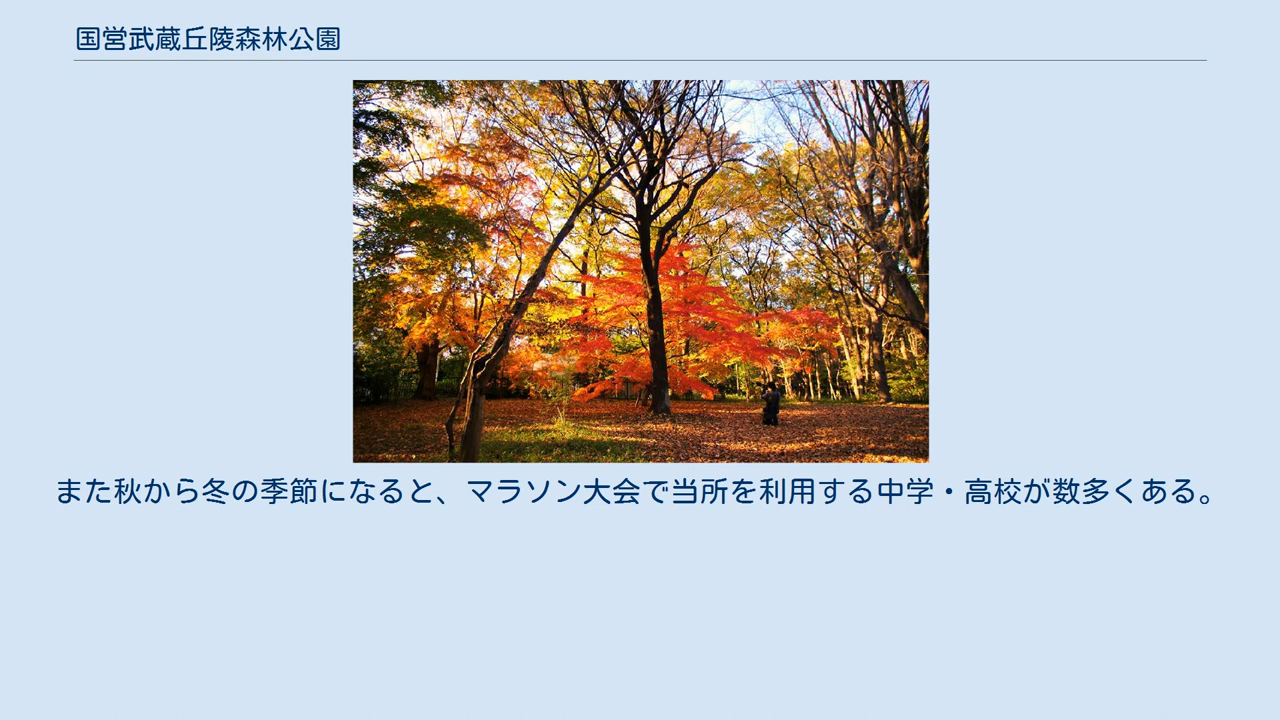 国営武蔵丘陵森林公園
また秋から冬の季節になると、マラソン大会で当所を利用する中学・高校が数多くある。